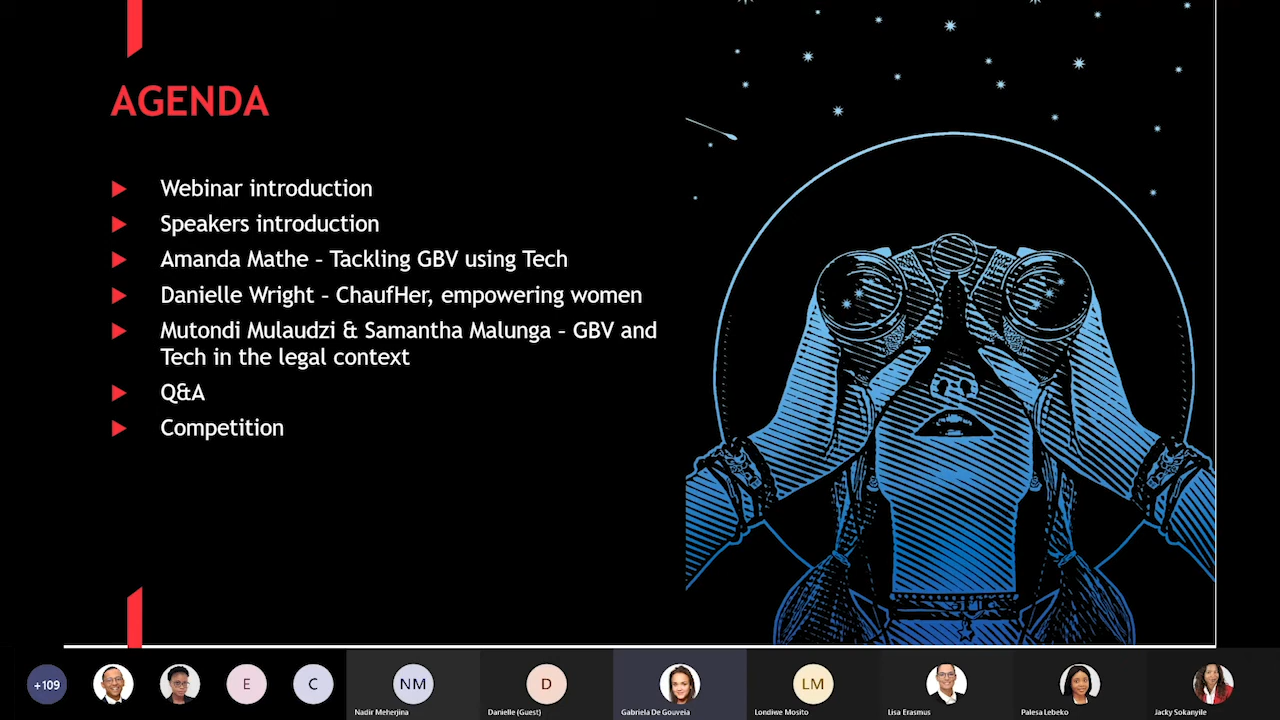 AGENDA
Webinar introduction
Speakers introduction
Amanda Mathe – Tackling GBV using Tech
Danielle Wright – ChaufHer, empowering women
Mutondi Mulaudzi & Samantha Malunga – GBV and
Tech in the legal context
Q&A
Competition
+109
E
C
NM
D
LM
Nadir Meherjina
Danielle (Guest)
Gabriela De Gouveia
Londiwe Mosito
Lisa Erasmus
Palesa Lebeko
Jacky Sokanyile